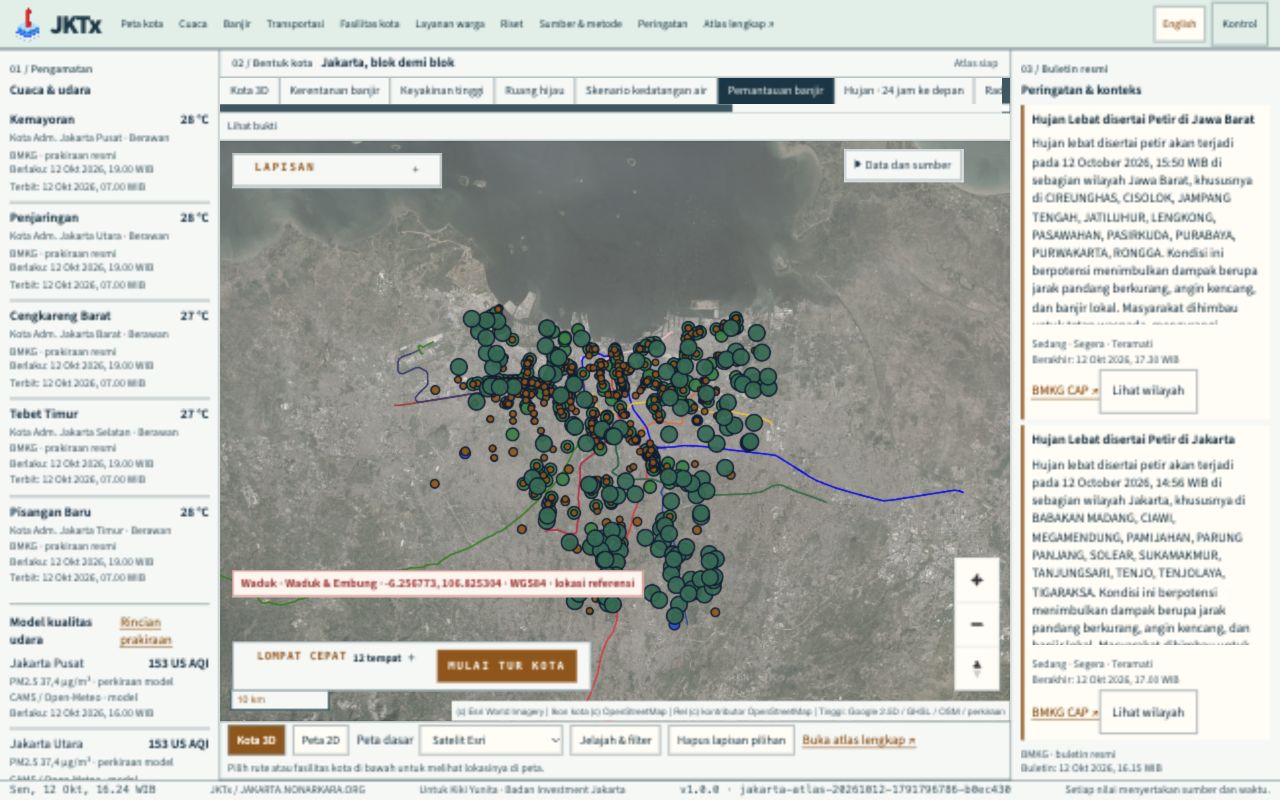 JKTx
Peta kota
Cuaca
Banjir
Transportasi
Fasilitas kota
Layanan warga
Riset
Sumber & metode
Peringatan
Atlas lengkap ↗
English
Kontrol
01 / Pengamatan
Cuaca & udara
Kemayoran 28 °C
Kota Adm. Jakarta Pusat · Berawan
BMKG · prakiraan resmi
Berlaku: 12 Okt 2026, 19.00 WIB
Terbit: 12 Okt 2026, 07.00 WIB
Penjaringan 28 °C
Kota Adm. Jakarta Utara · Berawan
BMKG · prakiraan resmi
Berlaku: 12 Okt 2026, 19.00 WIB
Terbit: 12 Okt 2026, 07.00 WIB
Cengkareng Barat 27 °C
Kota Adm. Jakarta Barat · Berawan
BMKG · prakiraan resmi
Berlaku: 12 Okt 2026, 19.00 WIB
Terbit: 12 Okt 2026, 07.00 WIB
Tebet Timur 27 °C
Kota Adm. Jakarta Selatan · Berawan
BMKG · prakiraan resmi
Berlaku: 12 Okt 2026, 19.00 WIB
Terbit: 12 Okt 2026, 07.00 WIB
Pisangan Baru 28 °C
Kota Adm. Jakarta Timur · Berawan
BMKG · prakiraan resmi
Berlaku: 12 Okt 2026, 19.00 WIB
Terbit: 12 Okt 2026, 07.00 WIB
Model kualitas udara
Rincian prakiraan
Jakarta Pusat 153 US AQI
PM2.5 37,4 µg/m³ · perkiraan model
CAMS / Open-Meteo · model
Berlaku: 12 Okt 2026, 16.00 WIB
Jakarta Utara 153 US AQI
PM2.5 37,4 µg/m³ · perkiraan model
CAMS / Open-Meteo · model
02 / Bentuk kota Jakarta, blok demi blok
Atlas siap
Kota 3D
Kerentanan banjir
Keyakinan tinggi
Ruang hijau
Skenario kedatangan air
Pemantauan banjir
Hujan · 24 jam ke depan
Rad
Lihat bukti
LAPISAN +
Data dan sumber
Waduk · Waduk & Embung · -6.256773, 106.825304 · WGS84 · lokasi referensi
LOMPAT CEPAT 12 tempat +
MULAI TUR KOTA
10 km
+
−
(c) Esri World Imagery | Ikon kota (c) OpenStreetMap | Rel (c) kontributor OpenStreetMap | Tinggi: Google 2.5D / GHSL / OSM / perkiraan
Kota 3D
Peta 2D
Peta dasar
Satelit Esri
Jelajah & filter
Hapus lapisan pilihan
Buka atlas lengkap ↗
Pilih rute atau fasilitas kota di bawah untuk melihat lokasinya di peta.
03 / Buletin resmi
Peringatan & konteks
Hujan Lebat disertai Petir di Jawa Barat
Hujan lebat disertai petir akan terjadi
pada 12 October 2026, 15:50 WIB di
sebagian wilayah Jawa Barat, khususnya
di CIREUNGHAS, CISOLOK, JAMPANG
TENGAH, JATILUHUR, LENGKONG,
PASAWAHAN, PASIRKUDA, PURABAYA,
PURWAKARTA, RONGGA. Kondisi ini
berpotensi menimbulkan dampak berupa
jarak pandang berkurang, angin kencang,
dan banjir lokal. Masyarakat dihimbau
Sedang · Segera · Teramati
Berakhir: 12 Okt 2026, 17.30 WIB
BMKG CAP ↗
Lihat wilayah
Hujan Lebat disertai Petir di Jakarta
Hujan lebat disertai petir akan terjadi
pada 12 October 2026, 14:56 WIB di
sebagian wilayah Jakarta, khususnya di
BABAKAN MADANG, CIAWI,
MEGAMENDUNG, PAMIJAHAN, PARUNG
PANJANG, SOLEAR, SUKAMAKMUR,
TANJUNGSARI, TENJO, TENJOLAYA,
TIGARAKSA. Kondisi ini berpotensi
menimbulkan dampak berupa jarak
pandang berkurang, angin kencang, dan
Sedang · Segera · Teramati
Berakhir: 12 Okt 2026, 17.00 WIB
BMKG CAP ↗
Lihat wilayah
BMKG · buletin resmi
Buletin: 12 Okt 2026, 16.15 WIB
Sen, 12 Okt, 16.24 WIB
JKTx / JAKARTA.NONARKARA.ORG
Untuk Kiki Yunita · Badan Investment Jakarta
v1.0.0 · jakarta-atlas-20261012-1791796786-b0ec430
Setiap nilai menyertakan sumber dan waktu.